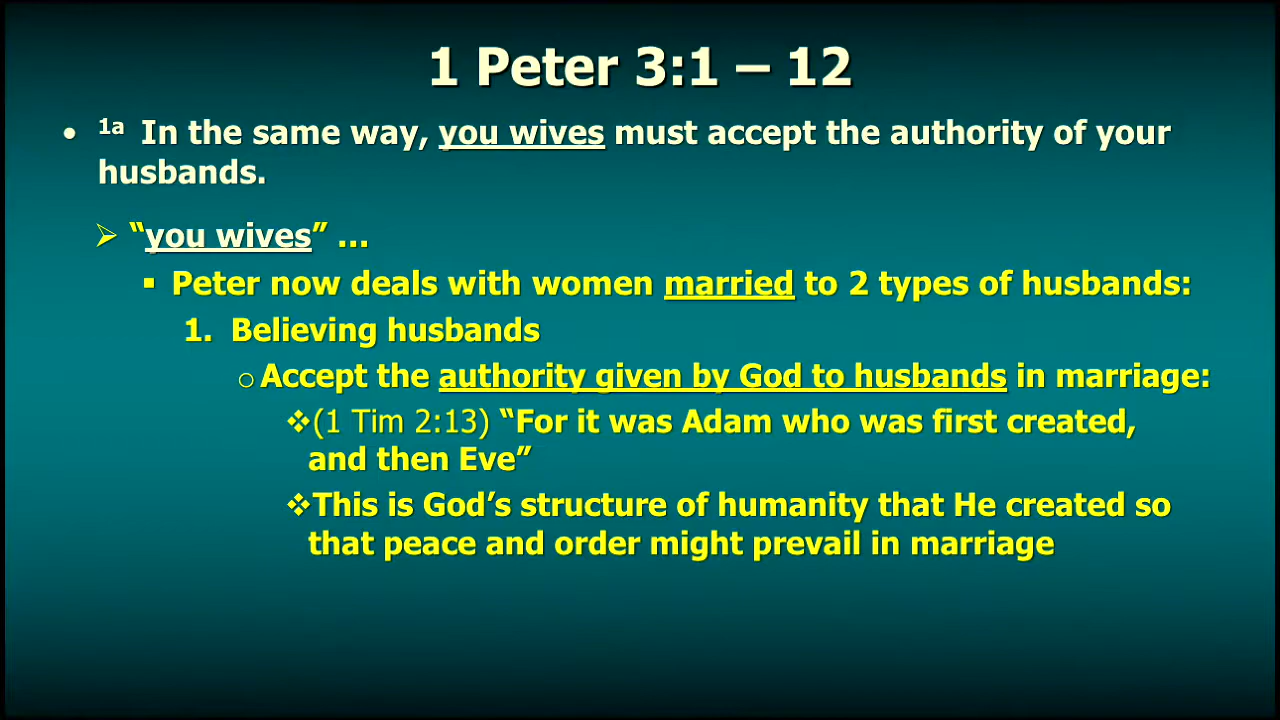 1 Peter 3:1 – 12
• 1a In the same way, you wives must accept the authority of your
husbands.
➢ “you wives” …
▪ Peter now deals with women married to 2 types of husbands:
1. Believing husbands
○ Accept the authority given by God to husbands in marriage:
❖(1 Tim 2:13) “For it was Adam who was first created,
and then Eve”
❖This is God’s structure of humanity that He created so
that peace and order might prevail in marriage